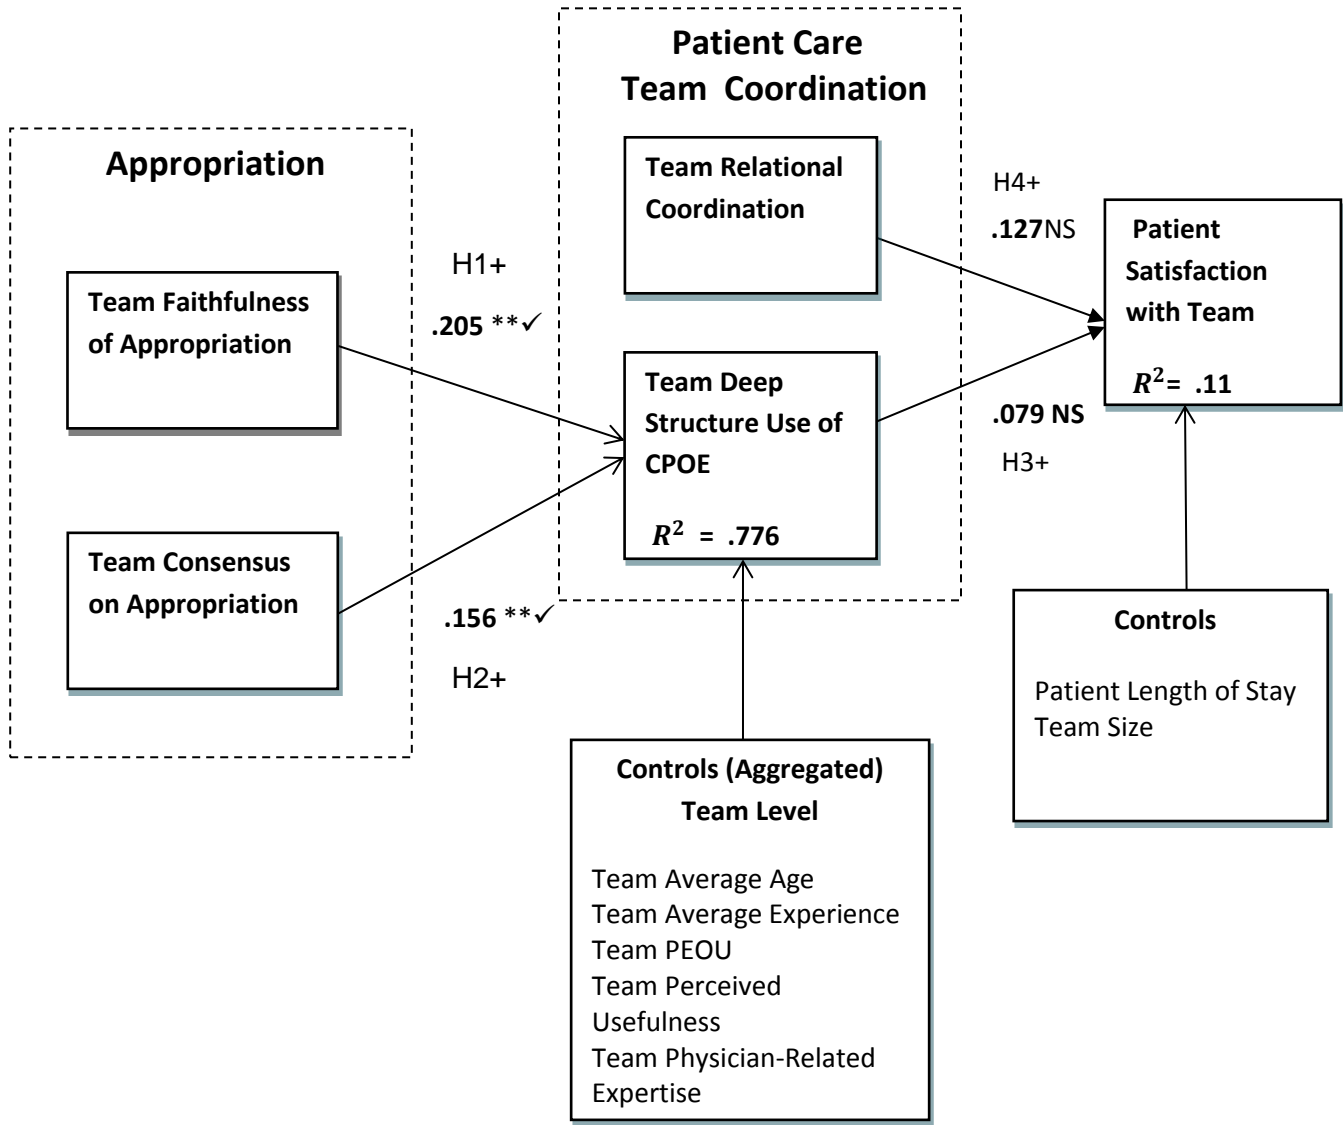 Patient Care
Team Coordination
Appropriation
Team Relational
Coordination
H4+
.127NS
Patient
Satisfaction
with Team
R² = .11
H1+
.205 **✓
Team Faithfulness
of Appropriation
Team Deep
Structure Use of
CPOE
R² = .776
.079 NS
H3+
Team Consensus
on Appropriation
.156 **✓
H2+
Controls
Patient Length of Stay
Team Size
Controls (Aggregated)
Team Level
Team Average Age
Team Average Experience
Team PEOU
Team Perceived
Usefulness
Team Physician-Related
Expertise